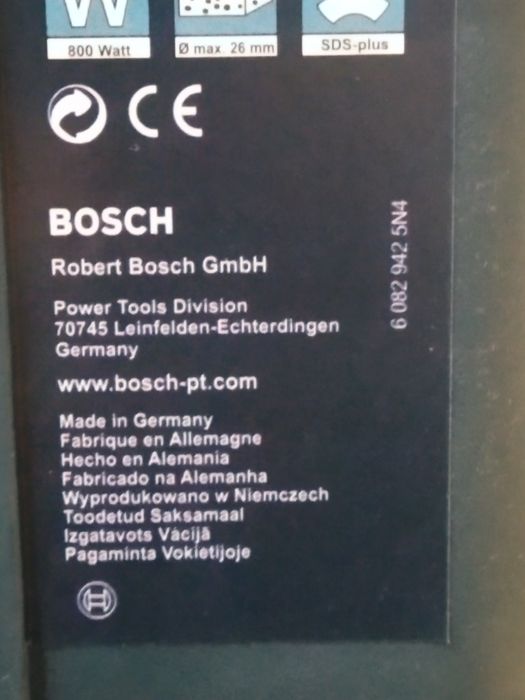 W
800 Watt
Ø max. 26 mm
SDS-plus
CE
BOSCH
Robert Bosch GmbH
Power Tools Division
70745 Leinfelden-Echterdingen
Germany
www.bosch-pt.com
Made in Germany
Fabrique en Allemagne
Hecho en Alemania
Fabricado na Alemanha
Wyprodukowano w Niemczech
Toodetud Saksamaal
Izgatavots Vācijā
Pagaminta Vokietijoje
6 082 942 5N4